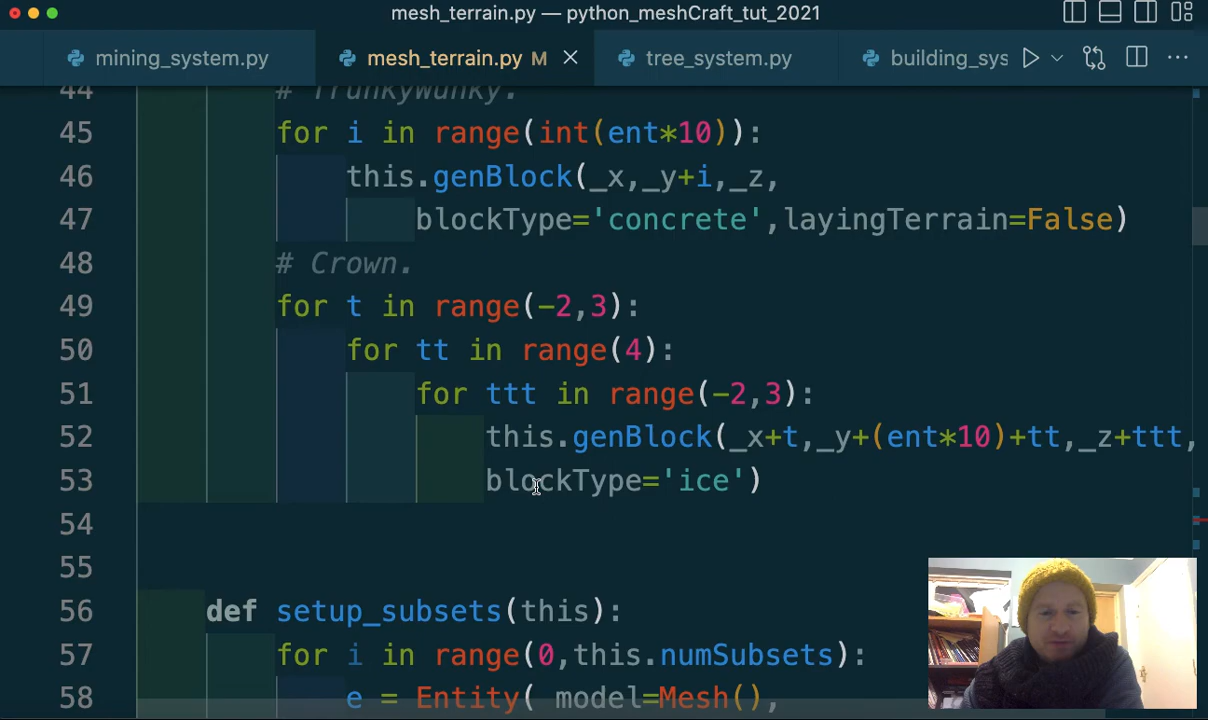 mesh_terrain.py — python_meshCraft_tut_2021
mining_system.py
mesh_terrain.py M
tree_system.py
building_sys
44 # TrunkyWunky.
45 for i in range(int(ent*10)):
46 this.genBlock(_x,_y+i,_z,
47 blockType='concrete',layingTerrain=False)
48 # Crown.
49 for t in range(-2,3):
50 for tt in range(4):
51 for ttt in range(-2,3):
52 this.genBlock(_x+t,_y+(ent*10)+tt,_z+ttt,
53 blockType='ice')
54
55
56 def setup_subsets(this):
57 for i in range(0,this.numSubsets):
58 e = Entity( model=Mesh(),